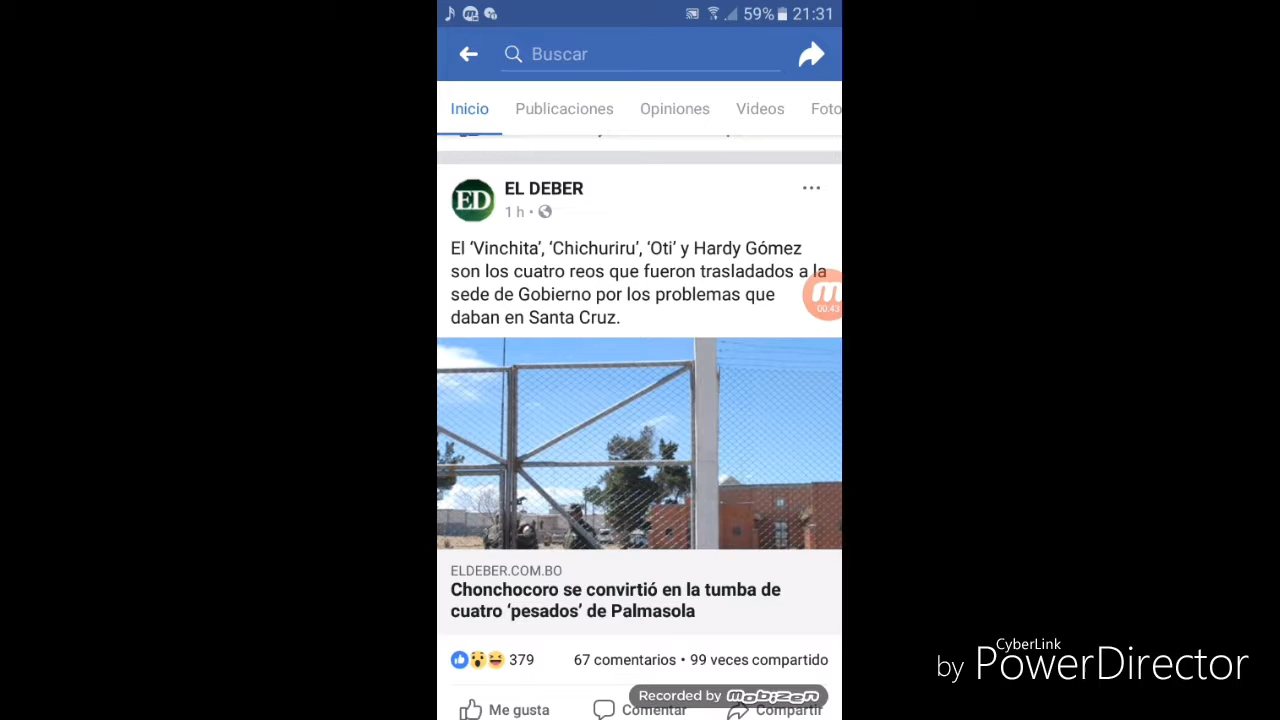 59% 21:31
Buscar
Inicio Publicaciones Opiniones Videos Foto
ED EL DEBER
1 h
El ‘Vinchita’, ‘Chichuriru’, ‘Oti’ y Hardy Gómez
son los cuatro reos que fueron trasladados a la
sede de Gobierno por los problemas que
daban en Santa Cruz.
00:43
ELDEBER.COM.BO
Chonchocoro se convirtió en la tumba de
cuatro ‘pesados’ de Palmasola
379 67 comentarios • 99 veces compartido
Recorded by mobizen
Me gusta Comentar Compartir
CyberLink
by PowerDirector